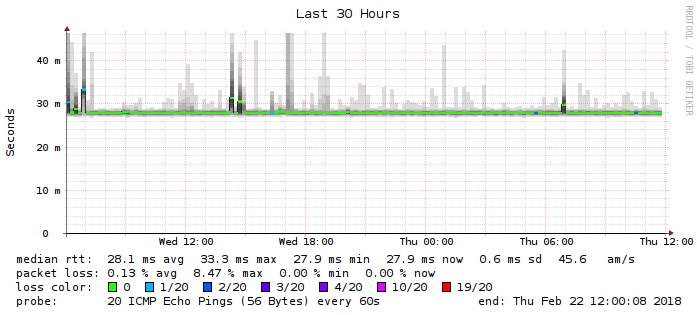 Last 30 Hours
RRDTOOL / TOBI OETIKER
Seconds
40 m
30 m
20 m
10 m
0
Wed 12:00 Wed 18:00 Thu 00:00 Thu 06:00 Thu 12:00
median rtt: 28.1 ms avg 33.3 ms max 27.9 ms min 27.9 ms now 0.6 ms sd 45.6 am/s
packet loss: 0.13 % avg 8.47 % max 0.00 % min 0.00 % now
loss color: 0 1/20 2/20 3/20 4/20 10/20 19/20
probe: 20 ICMP Echo Pings (56 Bytes) every 60s end: Thu Feb 22 12:00:08 2018